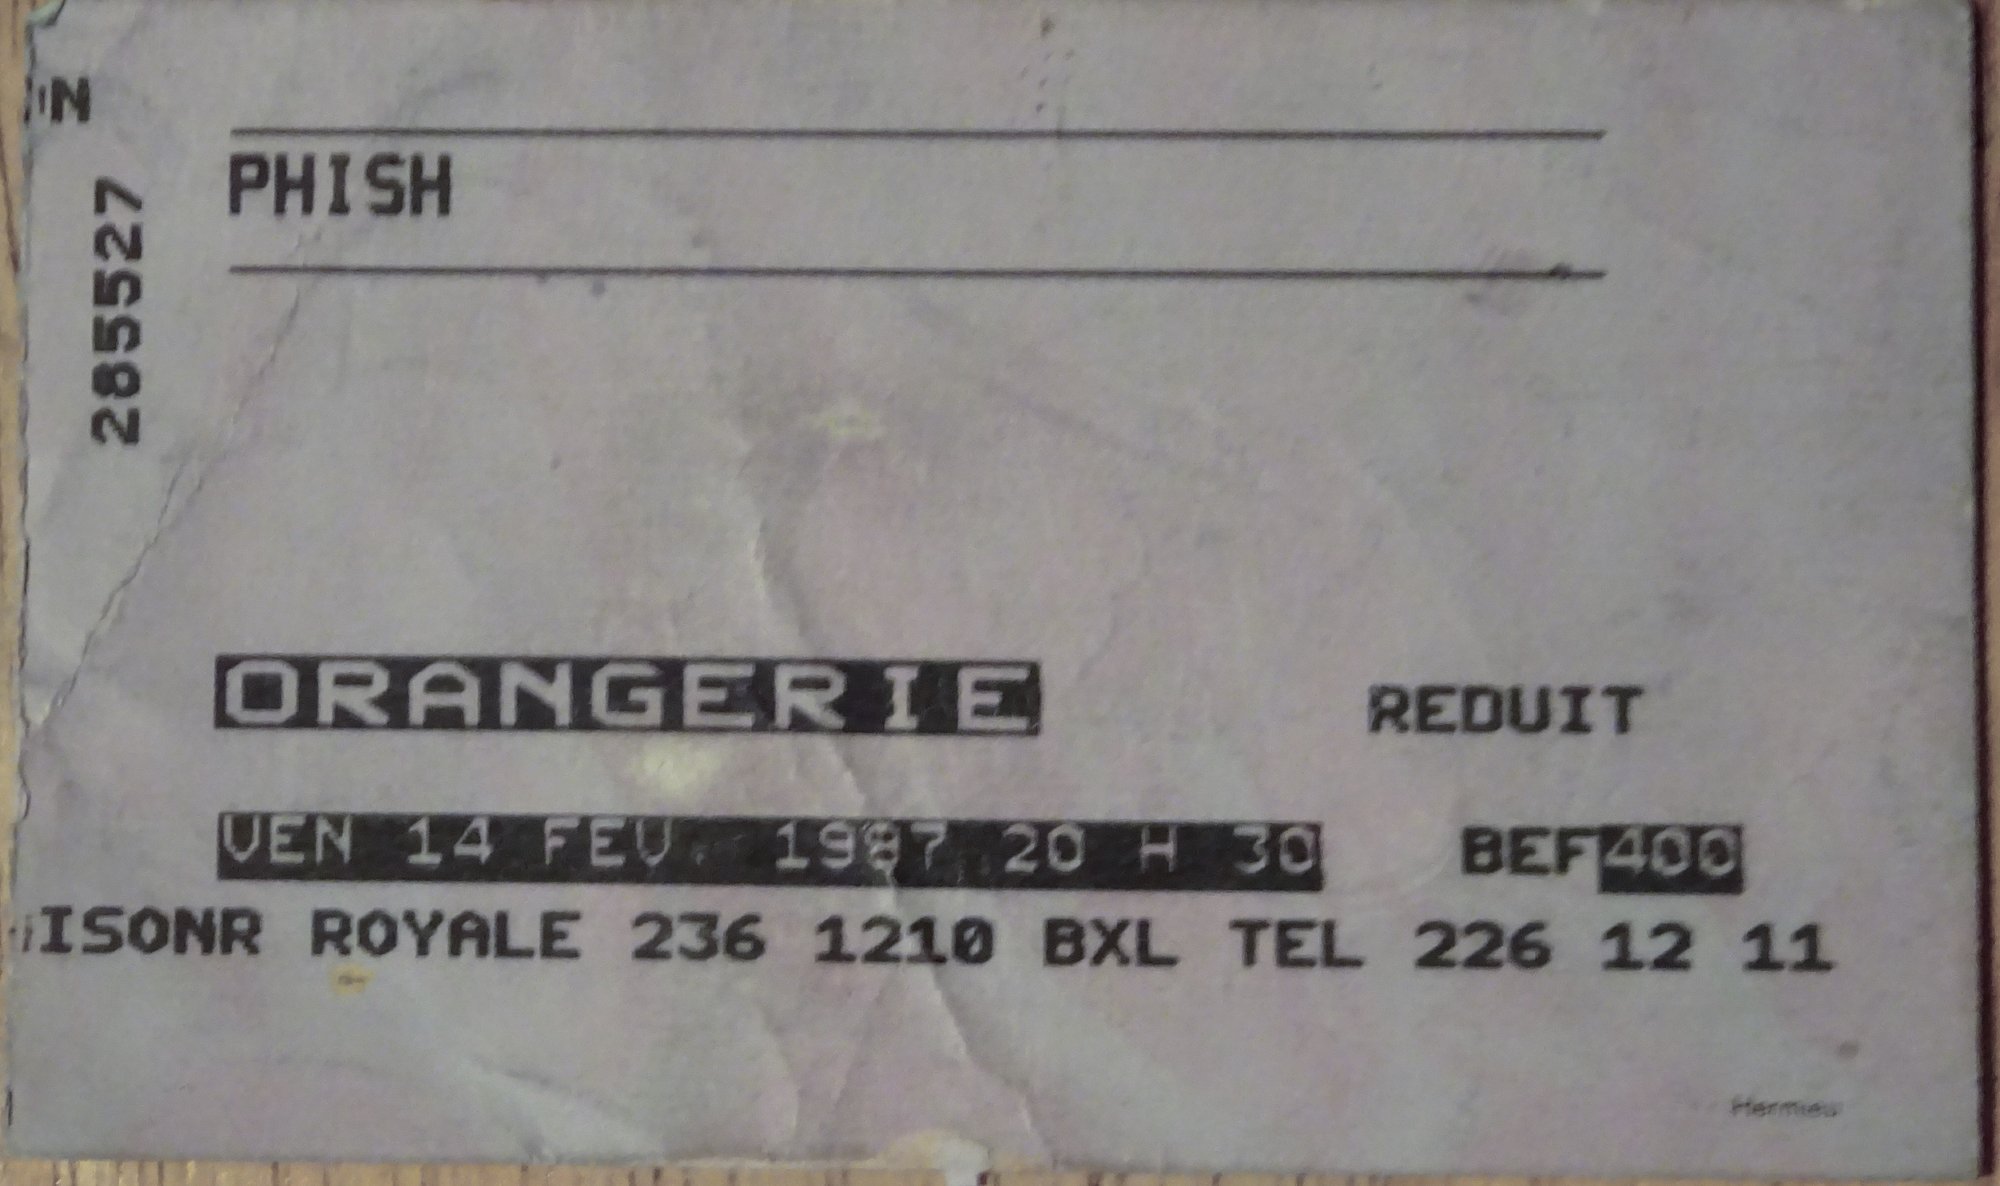 N
285527
PHISH
ORANGERIE
REDUIT
VEN 14 FEV. 1997 20 H 30
BEF400
ISONR ROYALE 236 1210 BXL TEL 226 12 11